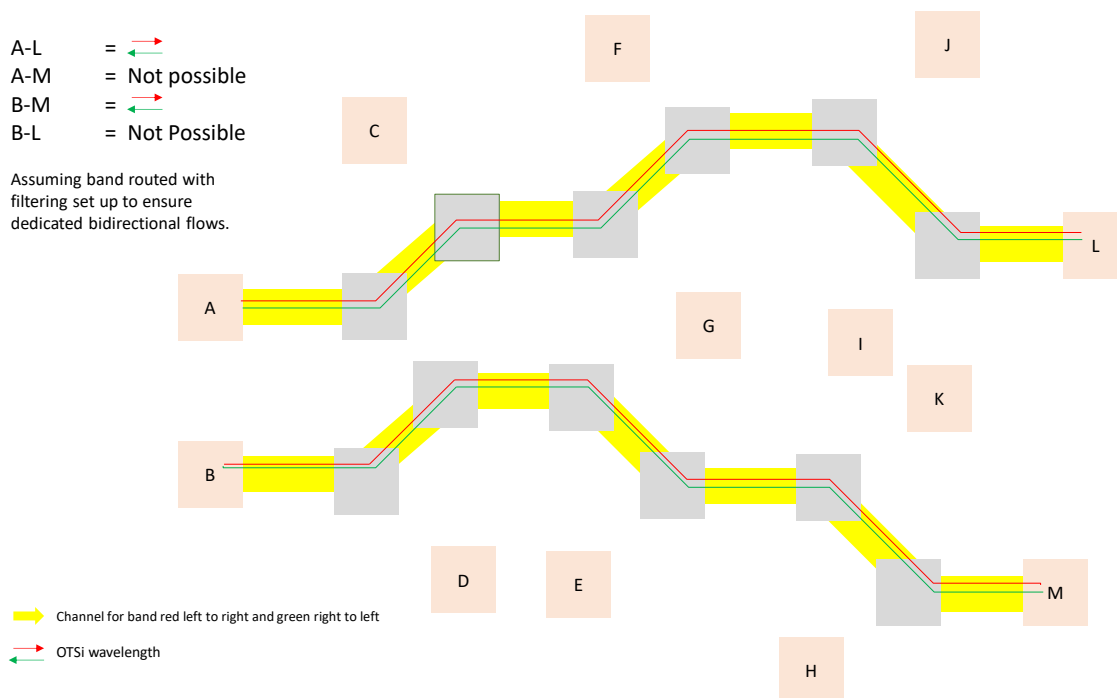 A-L =
A-M = Not possible
B-M =
B-L = Not Possible
Assuming band routed with
filtering set up to ensure
dedicated bidirectional flows.
F
J
C
L
A
G
I
K
B
D
E
M
H
Channel for band red left to right and green right to left
OTSi wavelength